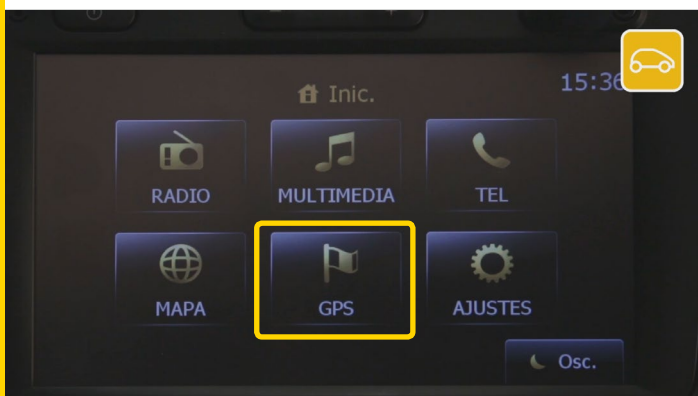 Inic.
15:36
RADIO
MULTIMEDIA
TEL
MAPA
GPS
AJUSTES
Osc.